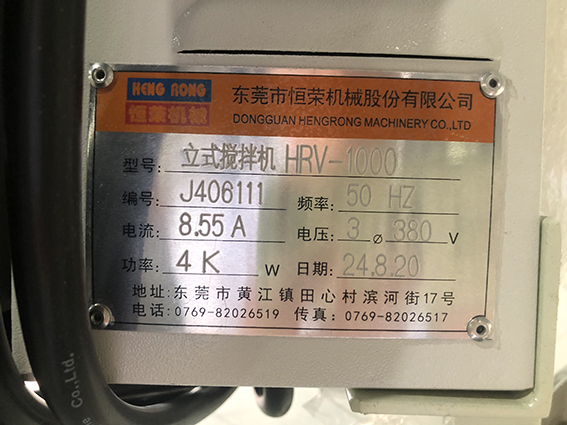 HENG RONG
恒荣机械
东莞市恒荣机械股份有限公司
DONGGUAN HENGRONG MACHINERY CO.,LTD
型号: 立式搅拌机 HRV-1000
编号: J406111 频率: 50 HZ
电流: 8.55 A 电压: 3 ø 380 V
功率: 4 K W 日期: 24.8.20
地址: 东莞市黄江镇田心村滨河街17号
电话: 0769-82026519 传真: 0769-82026517
Co.,Ltd.